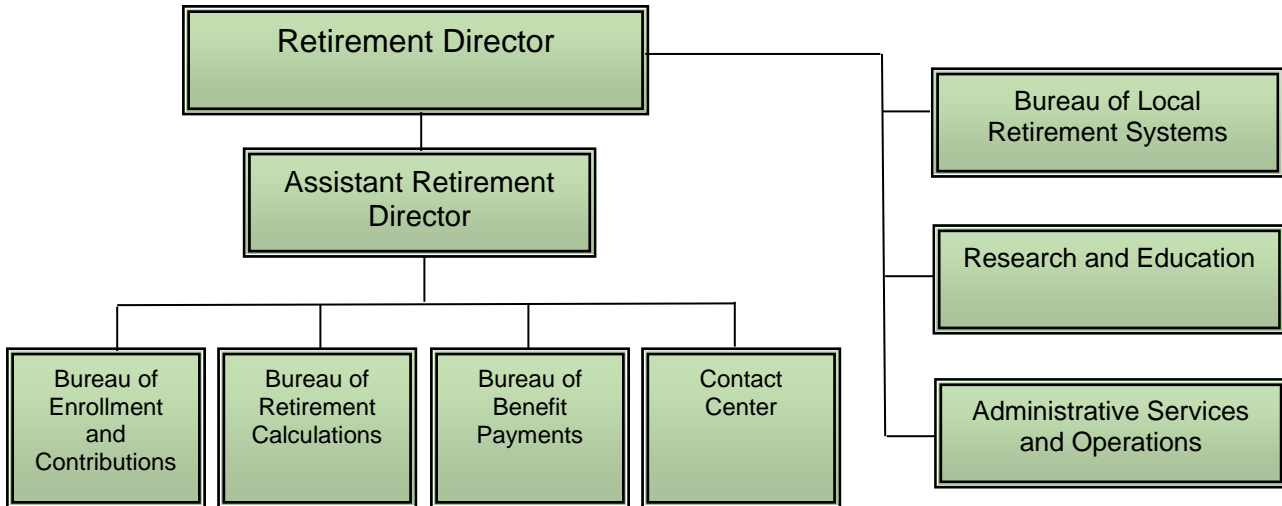 Retirement Director
Bureau of Local
Retirement Systems
Assistant Retirement
Director
Research and Education
Bureau of
Enrollment
and
Contributions
Bureau of
Retirement
Calculations
Bureau of
Benefit
Payments
Contact
Center
Administrative Services
and Operations